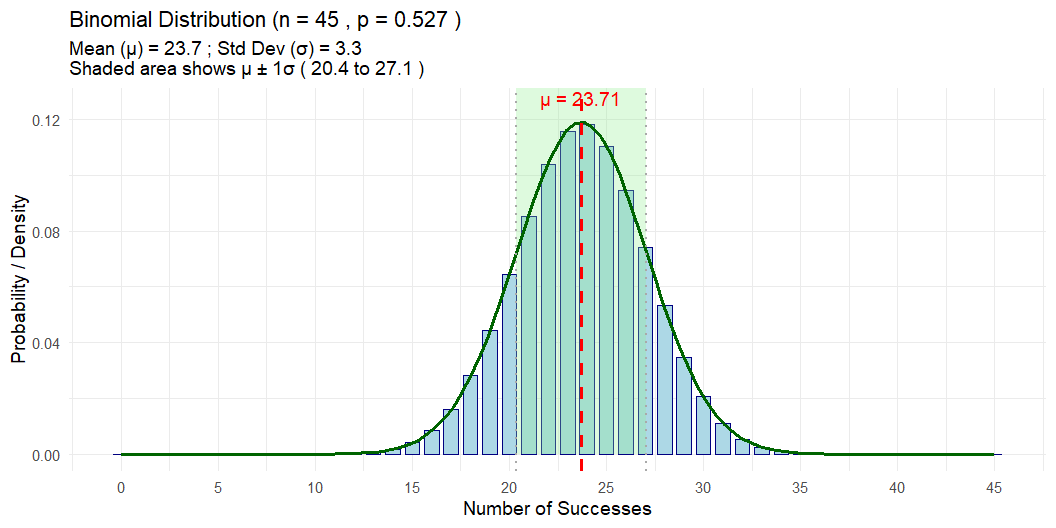 Binomial Distribution (n = 45 , p = 0.527 )
Mean (μ) = 23.7 ; Std Dev (σ) = 3.3
Shaded area shows μ ± 1σ ( 20.4 to 27.1 )
μ = 23.71
0.12
0.08
0.04
0.00
Probability / Density
0 5 10 15 20 25 30 35 40 45
Number of Successes